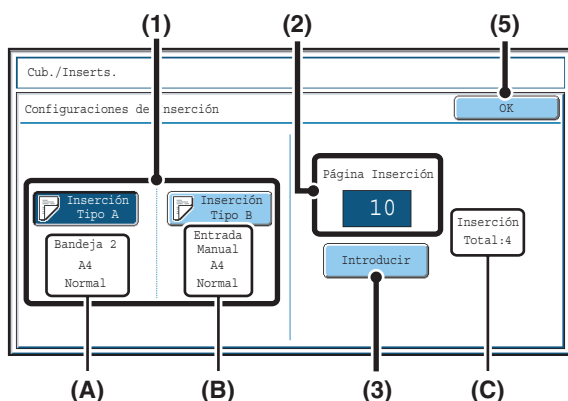 (1)
(2)
(5)
Cub./Inserts.
Configuraciones de Inserción
OK
Inserción
Tipo A
Inserción
Tipo B
Bandeja 2
A4
Normal
Entrada
Manual
A4
Normal
Página Inserción
10
Introducir
Inserción
Total:4
(A)
(B)
(3)
(C)